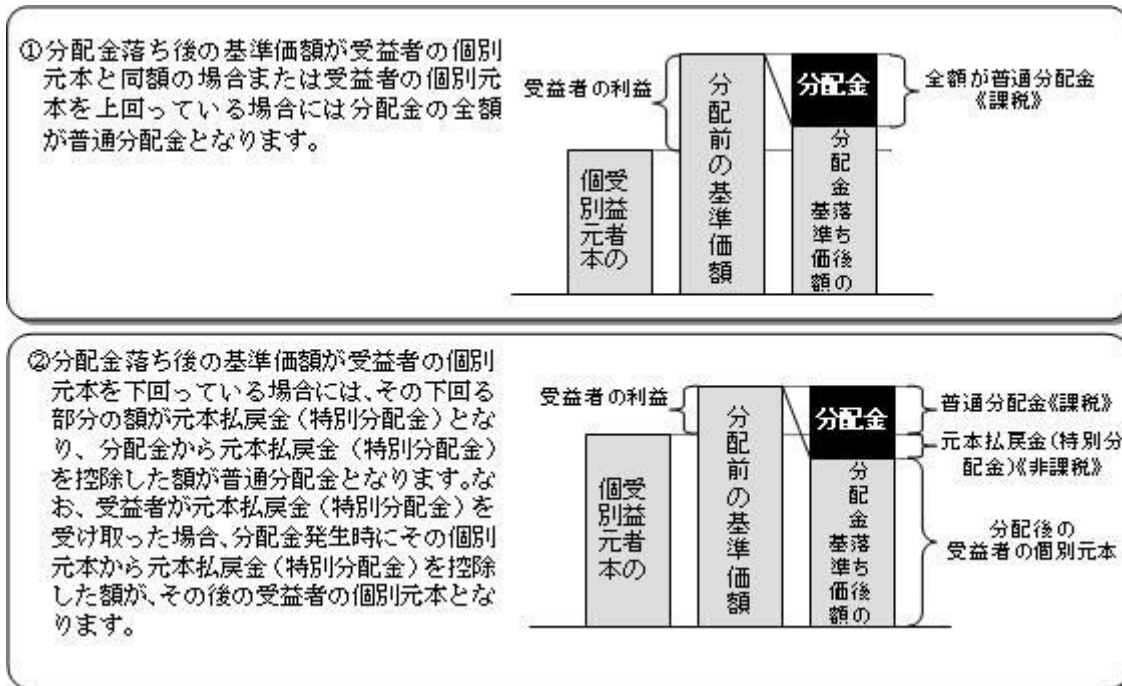 ①分配金落ち後の基準価額が受益者の個別
元本と同額の場合または受益者の個別元
本を上回っている場合には分配金の全額
が普通分配金となります。
受益者の利益
受益者の
個別元本
分配前の基準価額
分配金
分配金落ち後の
基準価額
全額が普通分配金
《課税》
②分配金落ち後の基準価額が受益者の個別
元本を下回っている場合には、その下回る
部分の額が元本払戻金（特別分配金）とな
り、分配金から元本払戻金（特別分配金）
を控除した額が普通分配金となります。な
お、受益者が元本払戻金（特別分配金）を
受け取った場合、分配金発生時にその個別
元本から元本払戻金（特別分配金）を控除
した額が、その後の受益者の個別元本とな
ります。
受益者の利益
受益者の
個別元本
分配前の基準価額
分配金
分配金落ち後の
基準価額
普通分配金《課税》
元本払戻金（特別分
配金）《非課税》
分配後の
受益者の個別元本